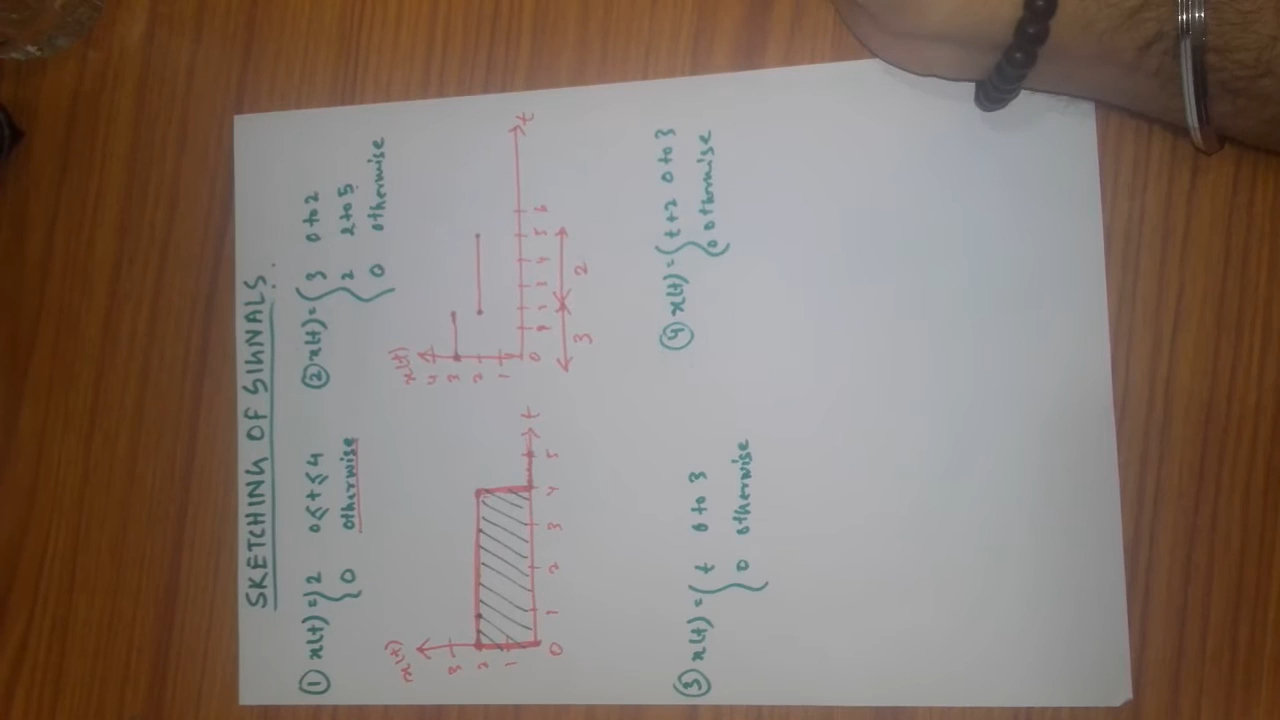 SKETCHING OF SIGNALS.
① x(t)={2 0≤t≤4
0 otherwise
② x(t)={3 0 to 2
2 2 to 5
0 otherwise
x(t)
3
2
1
0 1 2 3 4 5 t
x(t)
4
3
2
1
0 1 2 3 4 5 6 t
3 2
③ x(t)={t 0 to 3
0 otherwise
④ x(t)={t+2 0 to 3
0 otherwise